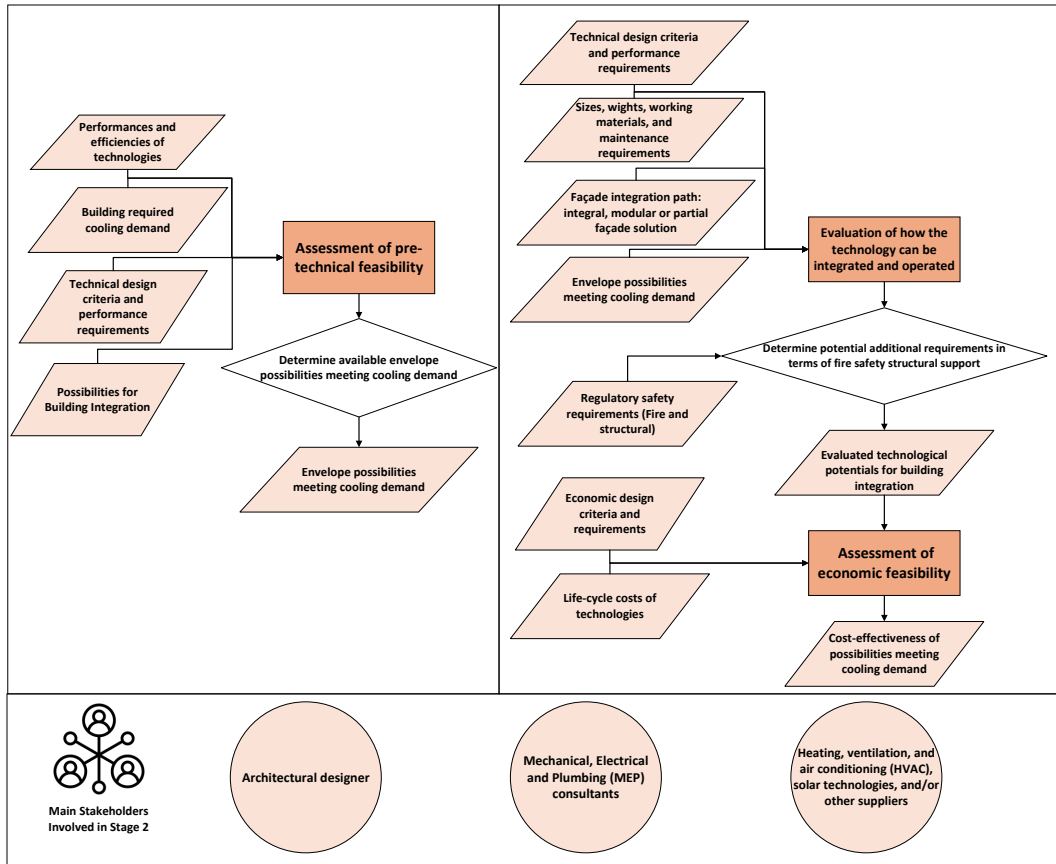 Performances and
efficiencies of
technologies
Building required
cooling demand
Technical design
criteria and
performance
requirements
Possibilities for
Building Integration
Assessment of pre-
technical feasibility
Determine available envelope
possibilities meeting cooling demand
Envelope possibilities
meeting cooling demand
Technical design criteria
and performance
requirements
Sizes, wights, working
materials, and
maintenance
requirements
Façade integration path:
integral, modular or partial
façade solution
Envelope possibilities
meeting cooling demand
Evaluation of how the
technology can be
integrated and operated
Determine potential additional requirements in
terms of fire safety structural support
Regulatory safety
requirements (Fire and
structural)
Evaluated technological
potentials for building
integration
Economic design
criteria and
requirements
Life-cycle costs of
technologies
Assessment of
economic feasibility
Cost-effectiveness of
possibilities meeting
cooling demand
Main Stakeholders
Involved in Stage 2
Architectural designer
Mechanical, Electrical
and Plumbing (MEP)
consultants
Heating, ventilation, and
air conditioning (HVAC),
solar technologies, and/or
other suppliers